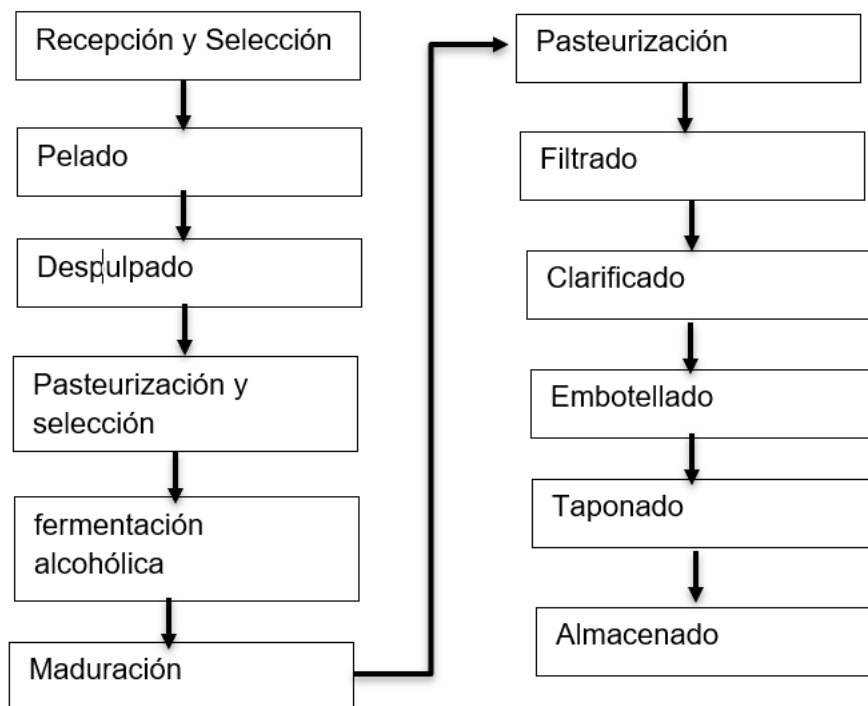 Recepción y Selección
Pelado
Despulpado
Pasteurización y
selección
fermentación
alcohólica
Maduración
Pasteurización
Filtrado
Clarificado
Embotellado
Taponado
Almacenado